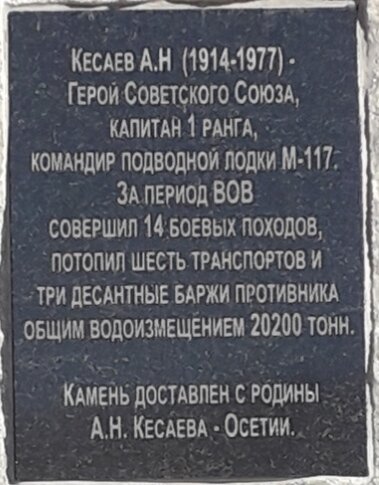 Кесаев А.Н (1914-1977) -
Герой Советского Союза,
капитан 1 ранга,
командир подводной лодки М-117.
За период ВОВ
совершил 14 боевых походов,
потопил шесть транспортов и
три десантные баржи противника
общим водоизмещением 20200 тонн.
Камень доставлен с родины
А.Н. Кесаева - Осетии.